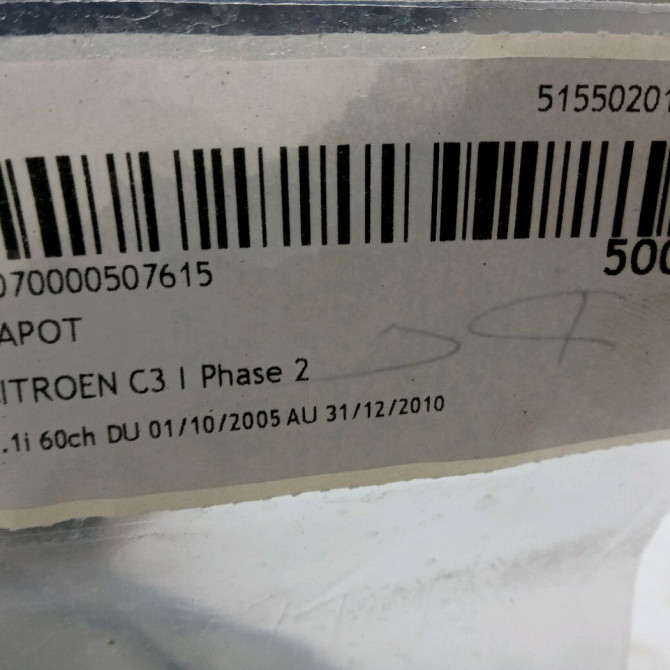 51550201
070000507615
500
APOT
ITROEN C3 I Phase 2
.1i 60ch DU 01/10/2005 AU 31/12/2010